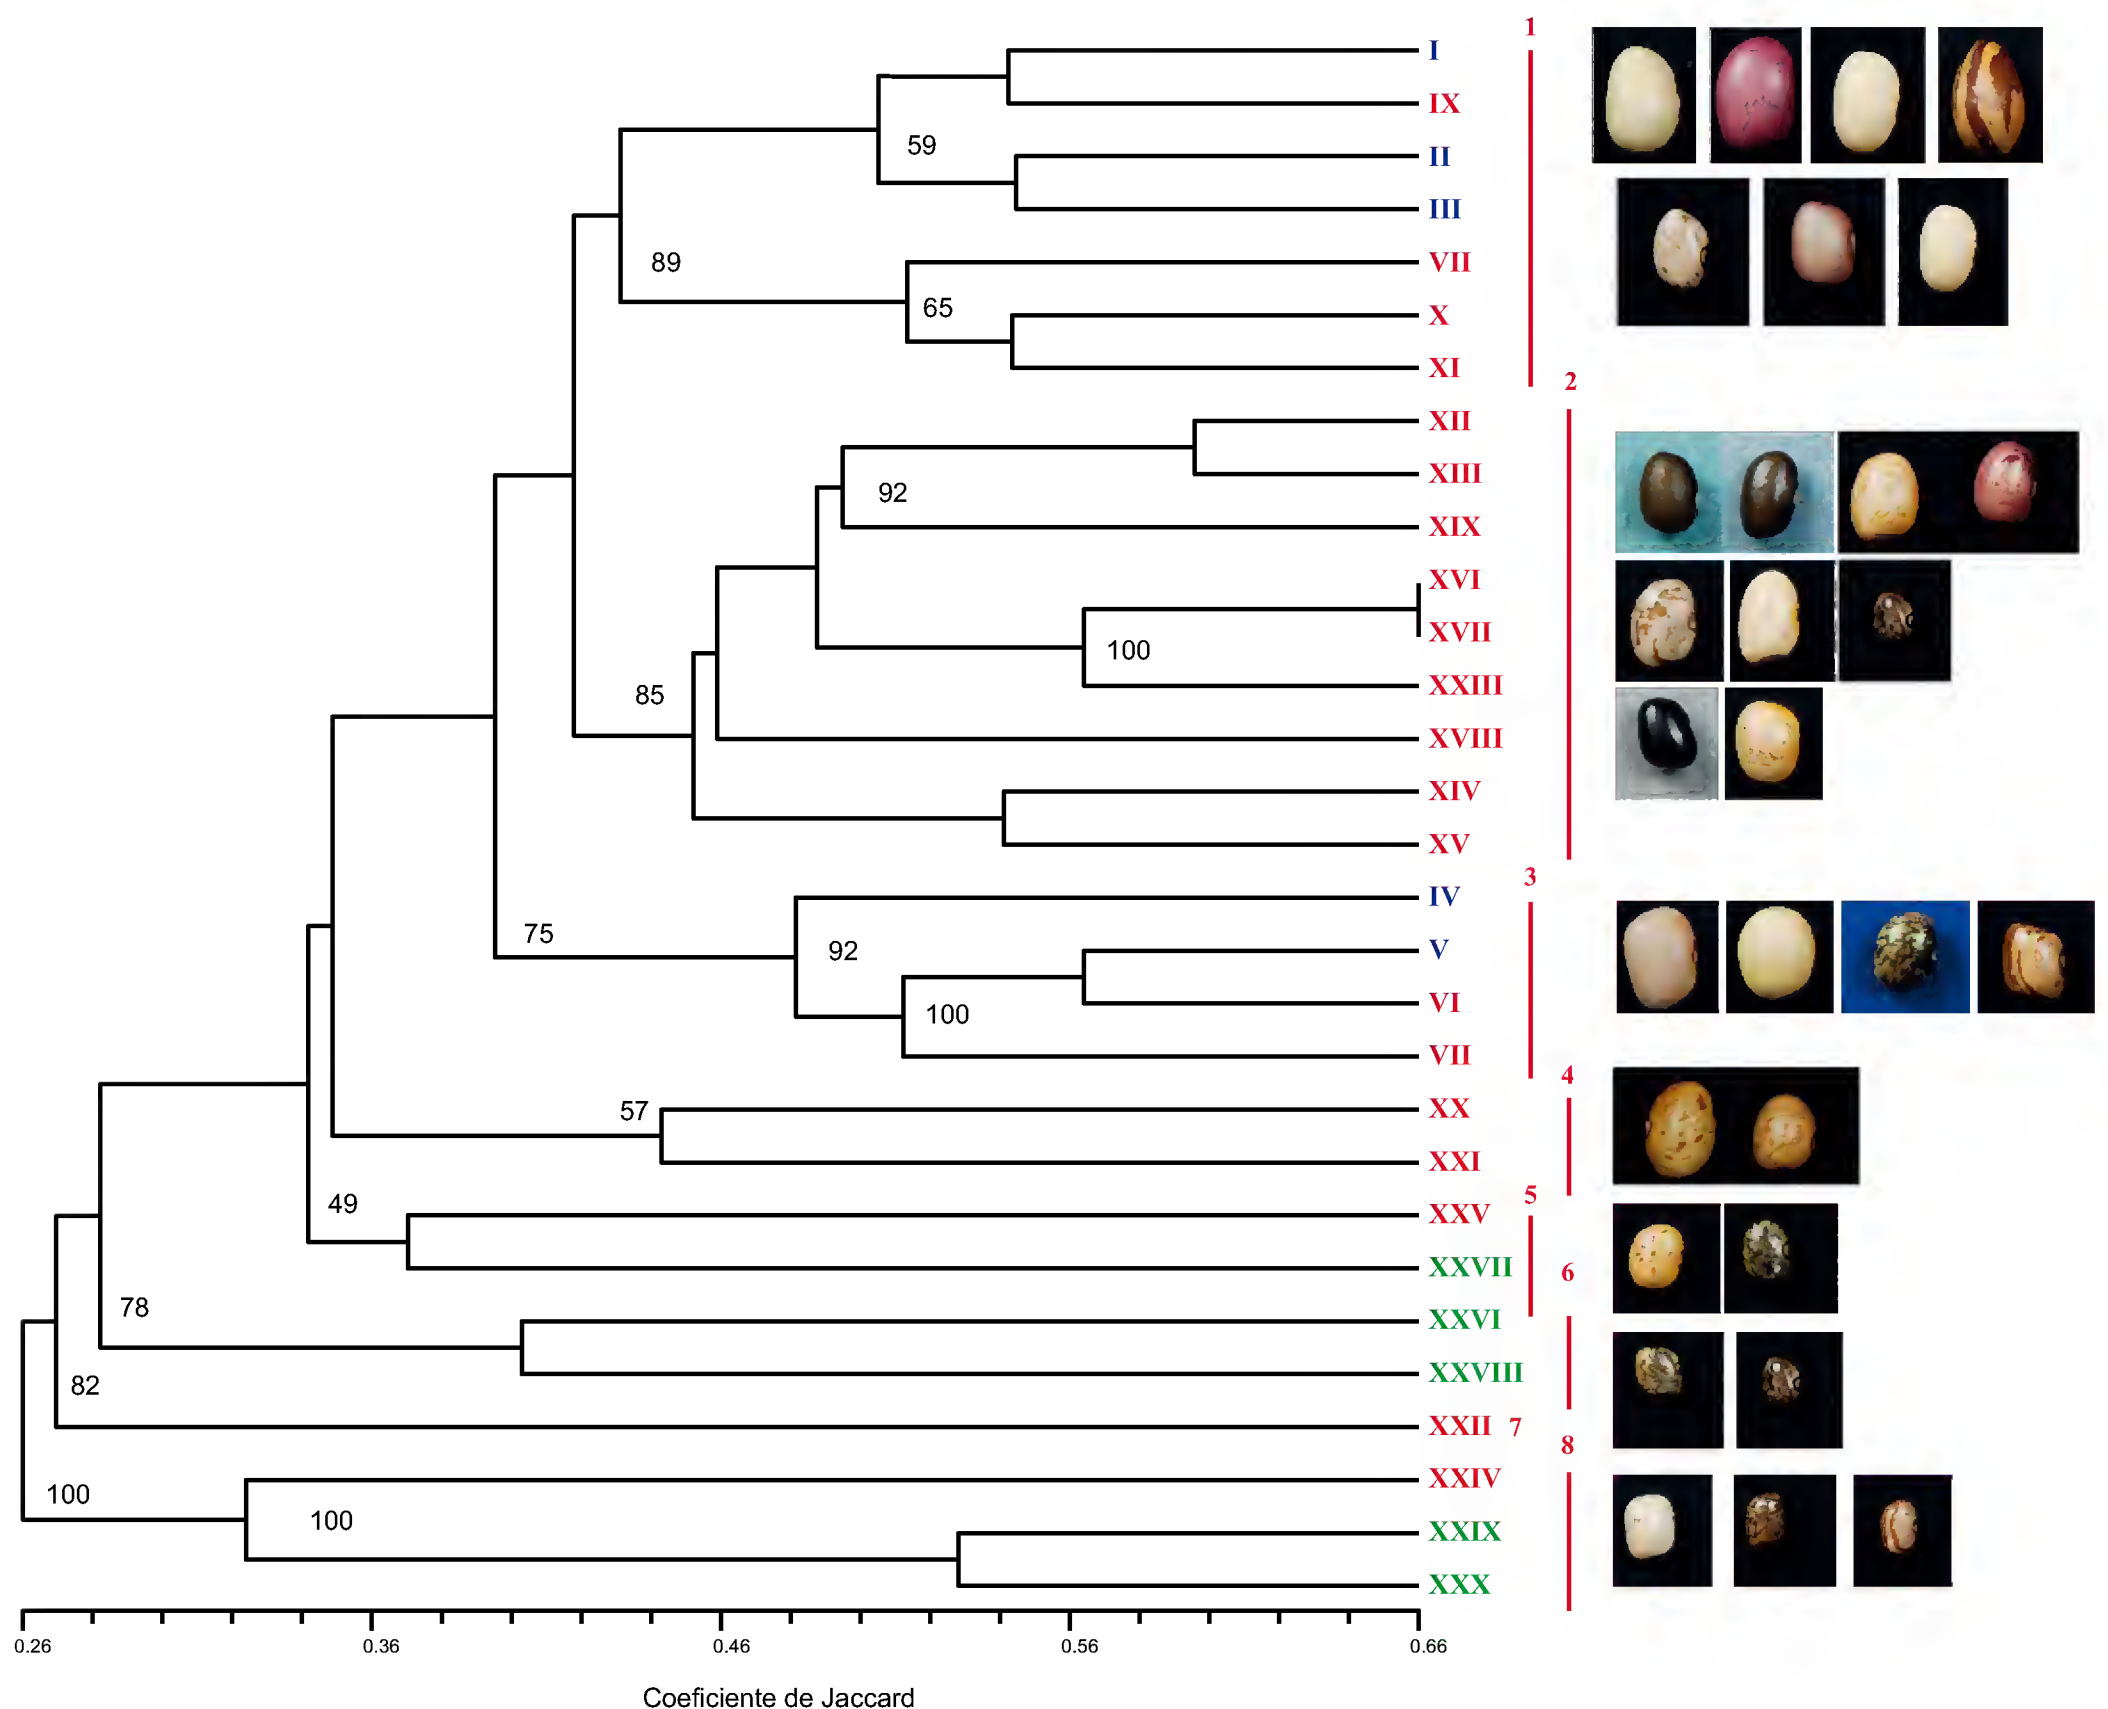 1
I
IX
59
II
III
89
VII
65
X
XI
2
XII
XIII
92
XIX
XVI
XVII
100
XXIII
85
XVIII
XIV
XV
3
IV
75
92
V
VI
100
VII
4
57
XX
XXI
5
49
XXV
XXVII
6
78
XXVI
XXVIII
82
XXII 7
8
XXIV
100
100
XXIX
XXX
0.26 0.36 0.46 0.56 0.66
Coeficiente de Jaccard